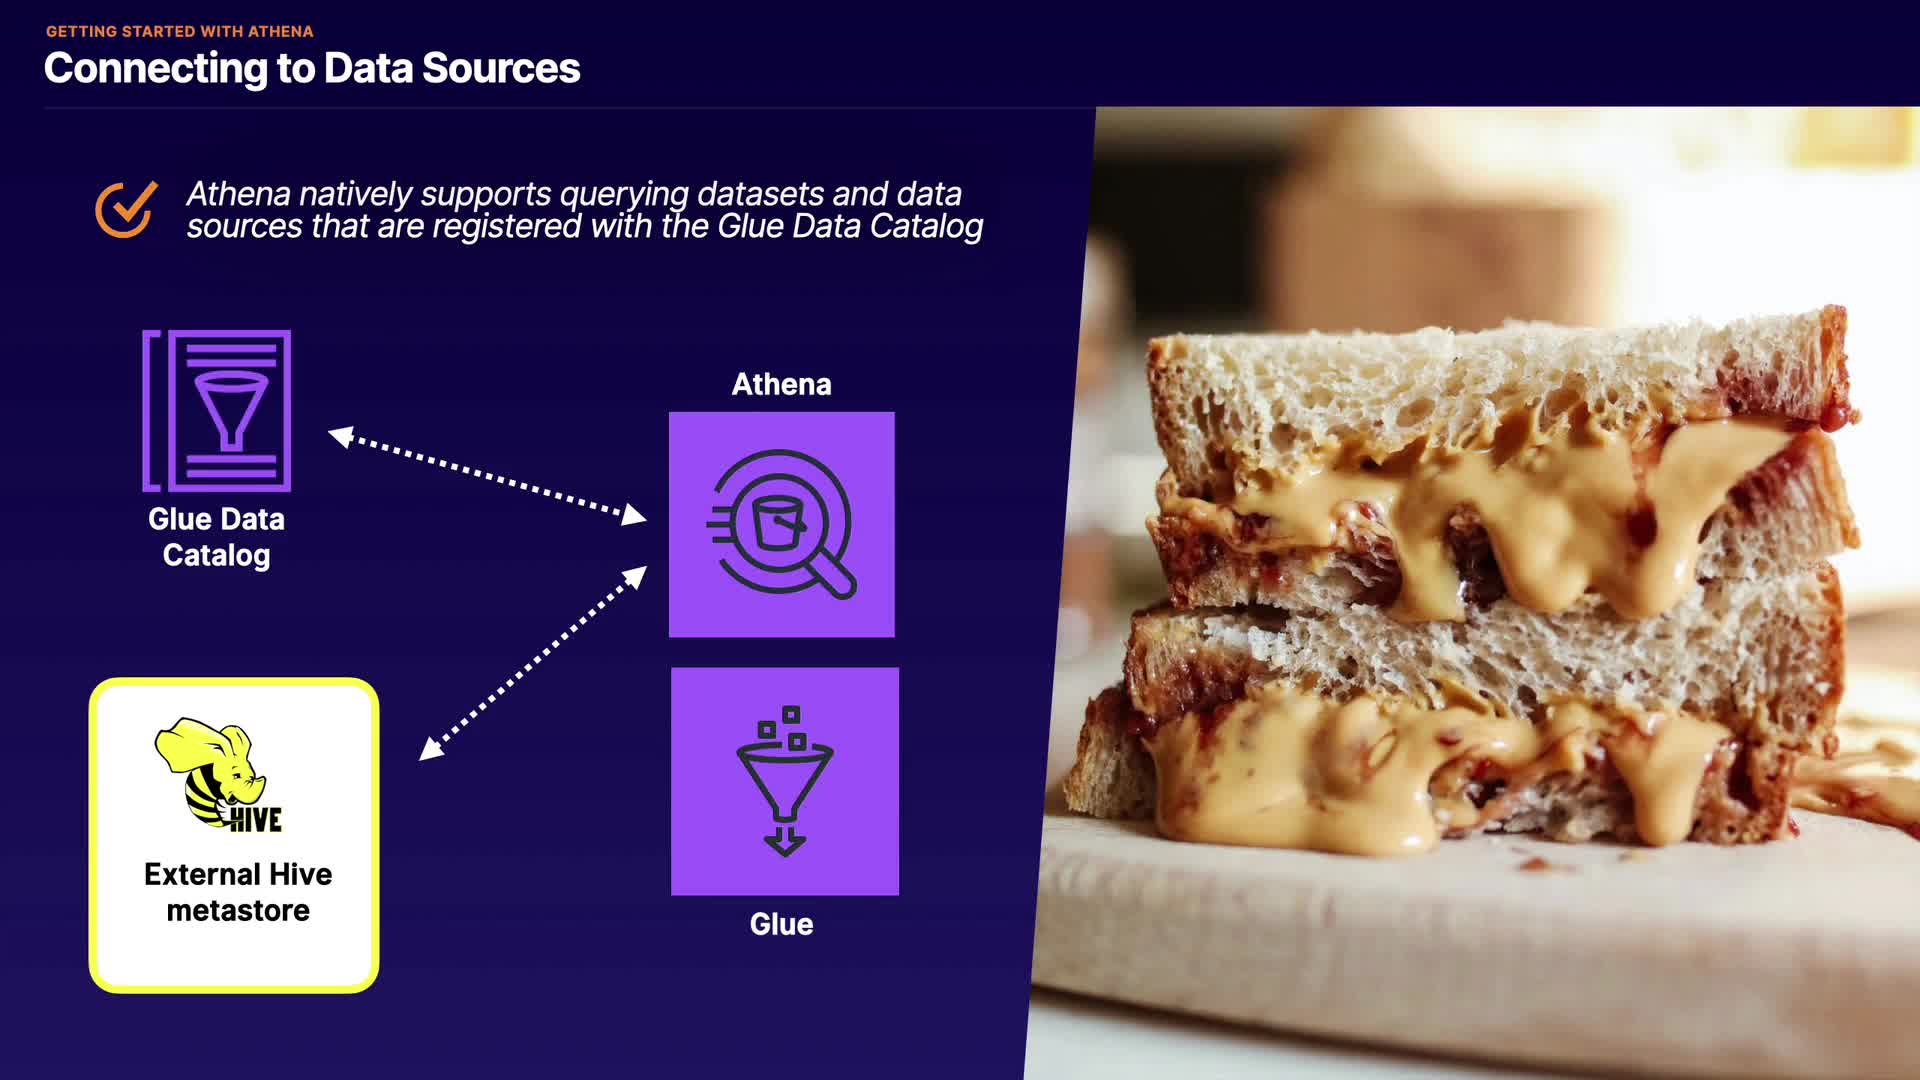 GETTING STARTED WITH ATHENA
Connecting to Data Sources
Athena natively supports querying datasets and data
sources that are registered with the Glue Data Catalog
Glue Data
Catalog
Athena
HIVE
External Hive
metastore
Glue